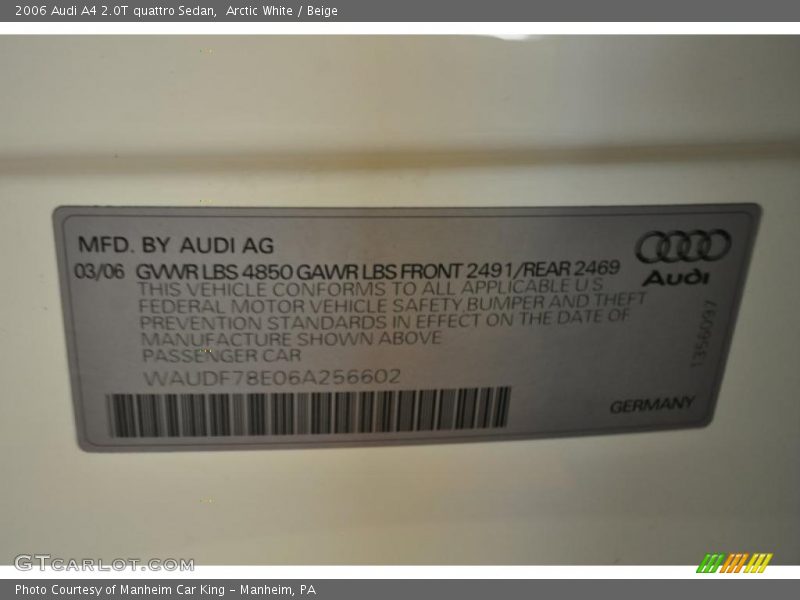 2006 Audi A4 2.0T quattro Sedan,  Arctic White / Beige
MFD. BY AUDI AG
03/06 GVWR LBS 4850 GAWR LBS FRONT 2491/REAR 2469
THIS VEHICLE CONFORMS TO ALL APPLICABLE U S
FEDERAL MOTOR VEHICLE SAFETY,BUMPER AND THEFT
PREVENTION STANDARDS IN EFFECT ON THE DATE OF
MANUFACTURE SHOWN ABOVE
PASSENGER CAR
WAUDF78E06A256602
Audi
1356097
GERMANY
GTCARLOT.COM
Photo Courtesy of Manheim Car King - Manheim, PA